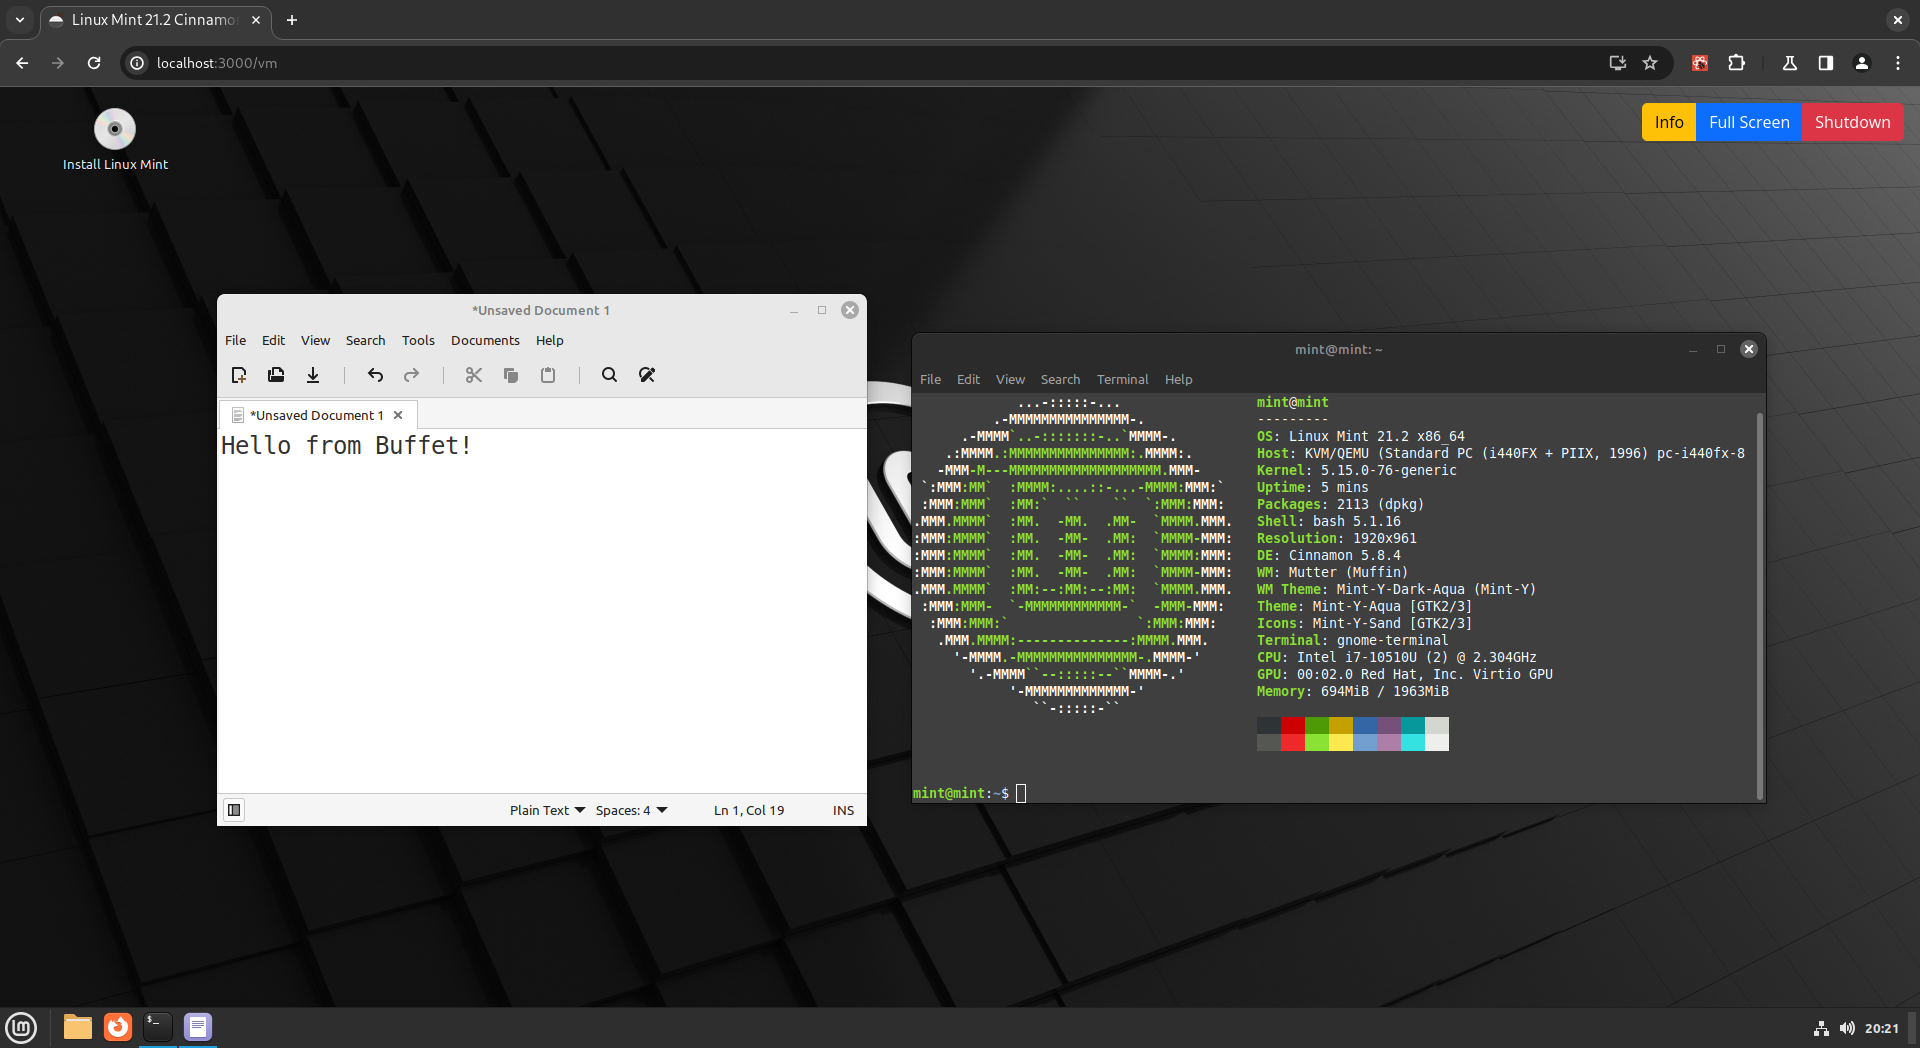 Linux Mint 21.2 Cinnamo
localhost:3000/vm
Install Linux Mint
Info Full Screen Shutdown
*Unsaved Document 1
File Edit View Search Tools Documents Help
*Unsaved Document 1
Hello from Buffet!
Plain Text Spaces: 4 Ln 1, Col 19 INS
mint@mint: ~
File Edit View Search Terminal Help
mint@mint
---------
OS: Linux Mint 21.2 x86_64
Host: KVM/QEMU (Standard PC (i440FX + PIIX, 1996) pc-i440fx-8
Kernel: 5.15.0-76-generic
Uptime: 5 mins
Packages: 2113 (dpkg)
Shell: bash 5.1.16
Resolution: 1920x961
DE: Cinnamon 5.8.4
WM: Mutter (Muffin)
WM Theme: Mint-Y-Dark-Aqua (Mint-Y)
Theme: Mint-Y-Aqua [GTK2/3]
Icons: Mint-Y-Sand [GTK2/3]
Terminal: gnome-terminal
CPU: Intel i7-10510U (2) @ 2.304GHz
GPU: 00:02.0 Red Hat, Inc. Virtio GPU
Memory: 694MiB / 1963MiB
mint@mint:~$
20:21